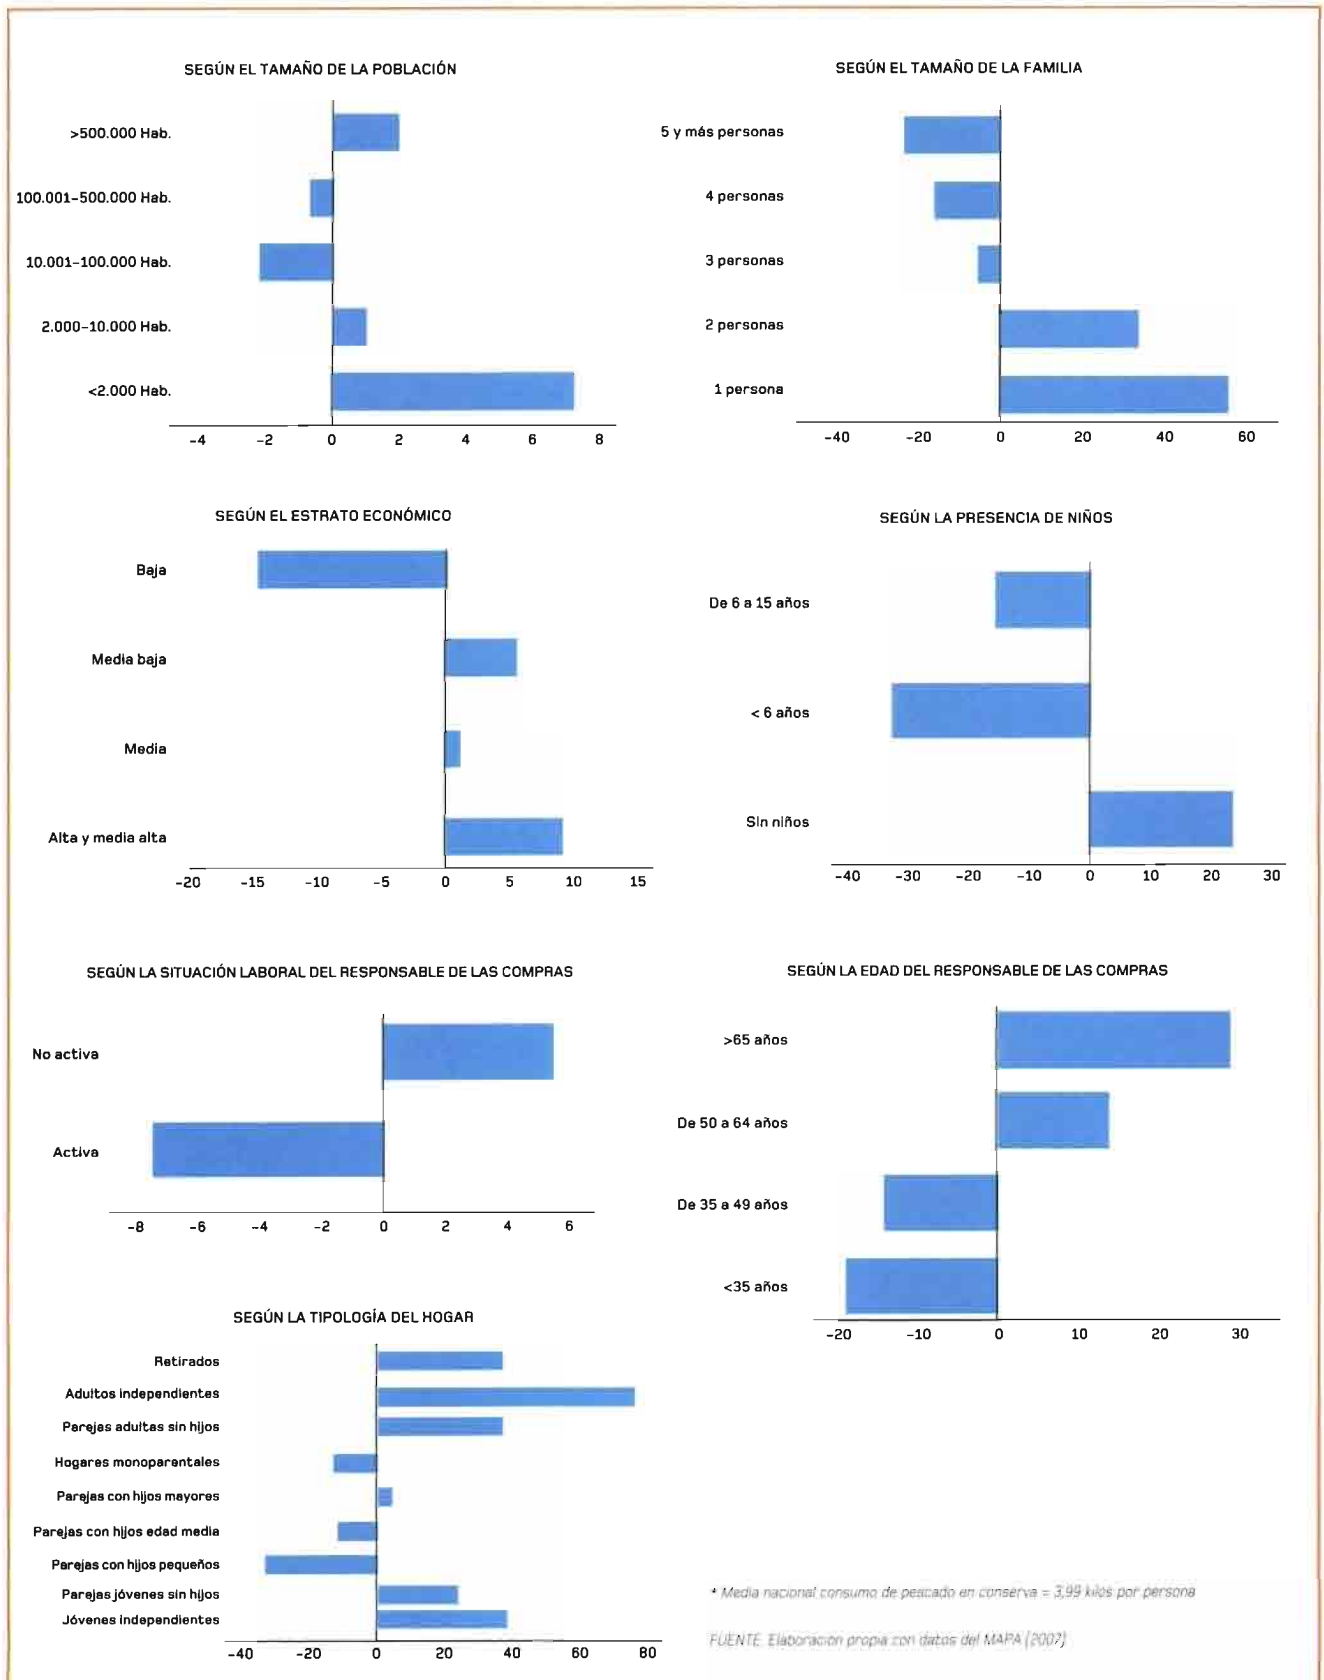 SEGÚN EL TAMAÑO DE LA POBLACIÓN
>500.000 Hab.
100.001-500.000 Hab.
10.001-100.000 Hab.
2.000-10.000 Hab.
<2.000 Hab.
-4 -2 0 2 4 6 8
SEGÚN EL TAMAÑO DE LA FAMILIA
5 y más personas
4 personas
3 personas
2 personas
1 persona
-40 -20 0 20 40 60
SEGÚN EL ESTRATO ECONÓMICO
Baja
Media baja
Media
Alta y media alta
-20 -15 -10 -5 0 5 10 15
SEGÚN LA PRESENCIA DE NIÑOS
De 6 a 15 años
< 6 años
Sin niños
-40 -30 -20 -10 0 10 20 30
SEGÚN LA SITUACIÓN LABORAL DEL RESPONSABLE DE LAS COMPRAS
No activa
Activa
-8 -6 -4 -2 0 2 4 6
SEGÚN LA EDAD DEL RESPONSABLE DE LAS COMPRAS
>65 años
De 50 a 64 años
De 35 a 49 años
<35 años
-20 -10 0 10 20 30
SEGÚN LA TIPOLOGÍA DEL HOGAR
Retirados
Adultos independientes
Parejas adultas sin hijos
Hogares monoparentales
Parejas con hijos mayores
Parejas con hijos edad media
Parejas con hijos pequeños
Parejas jóvenes sin hijos
Jóvenes independientes
-40 -20 0 20 40 60 80
* Media nacional consumo de pescado en conserva = 3,99 kilos por persona
FUENTE: Elaboración propia con datos del MAPA (2007)